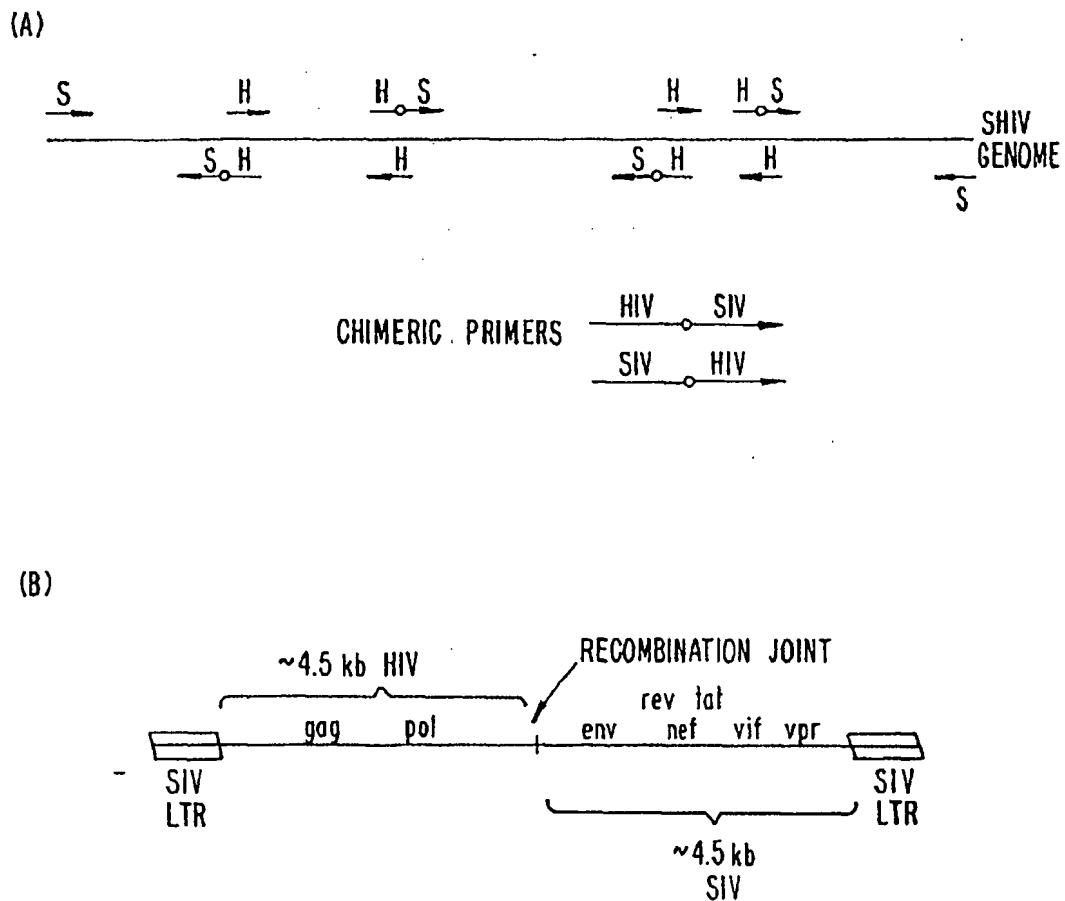 (A)
S H H S H H S
SHIV
GENOME
S H H S H H
S
HIV SIV
CHIMERIC PRIMERS
SIV HIV
(B)
RECOMBINATION JOINT
~4.5 kb HIV
rev tat
gag pol env nef vif vpr
SIV
LTR
SIV
LTR
~4.5 kb
SIV